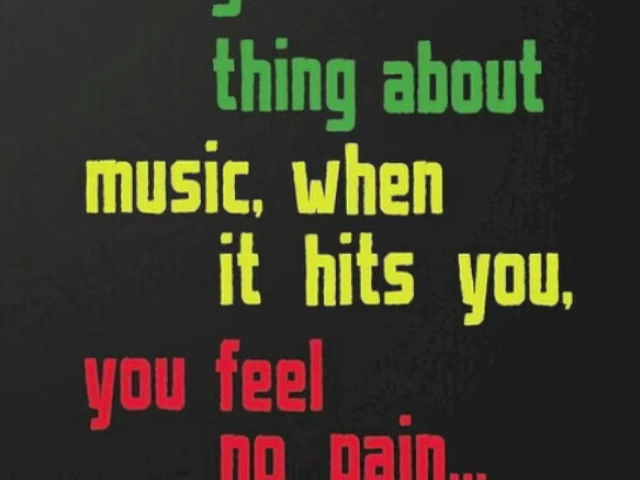 thing about
music, when
it hits you,
you feel
no pain...